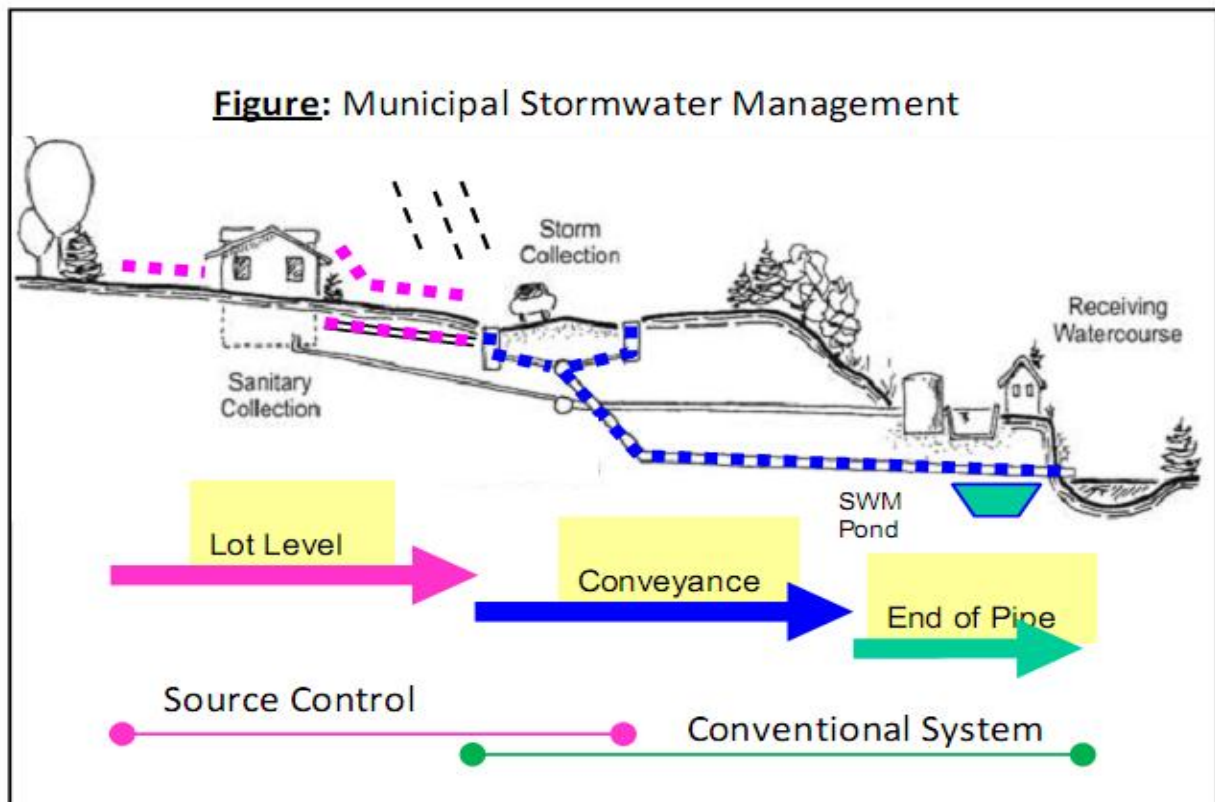 Figure: Municipal Stormwater Management
Storm
Collection
Receiving
Watercourse
Sanitary
Collection
SWM
Pond
Lot Level
Conveyance
End of Pipe
Source Control
Conventional System